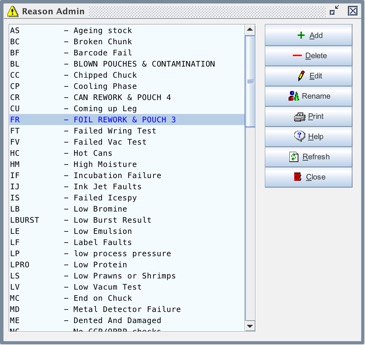 Reason Admin
AS - Ageing stock
BC - Broken Chunk
BF - Barcode Fail
BL - BLOWN POUCHES & CONTAMINATION
CC - Chipped Chuck
CP - Cooling Phase
CR - CAN REWORK & POUCH 4
CU - Coming up Leg
FR - FOIL REWORK & POUCH 3
FT - Failed Wring Test
FV - Failed Vac Test
HC - Hot Cans
HM - High Moisture
IF - Incubation Failure
IJ - Ink Jet Faults
IS - Failed Icespy
LB - Low Bromine
LBURST - Low Burst Result
LE - Low Emulsion
LF - Label Faults
LP - low process pressure
LPRO - Low Protein
LS - Low Prawns or Shrimps
LV - Low Vacum Test
MC - End on Chuck
MD - Metal Detector Failure
ME - Dented And Damaged
Add
Delete
Edit
Rename
Print
Help
Refresh
Close